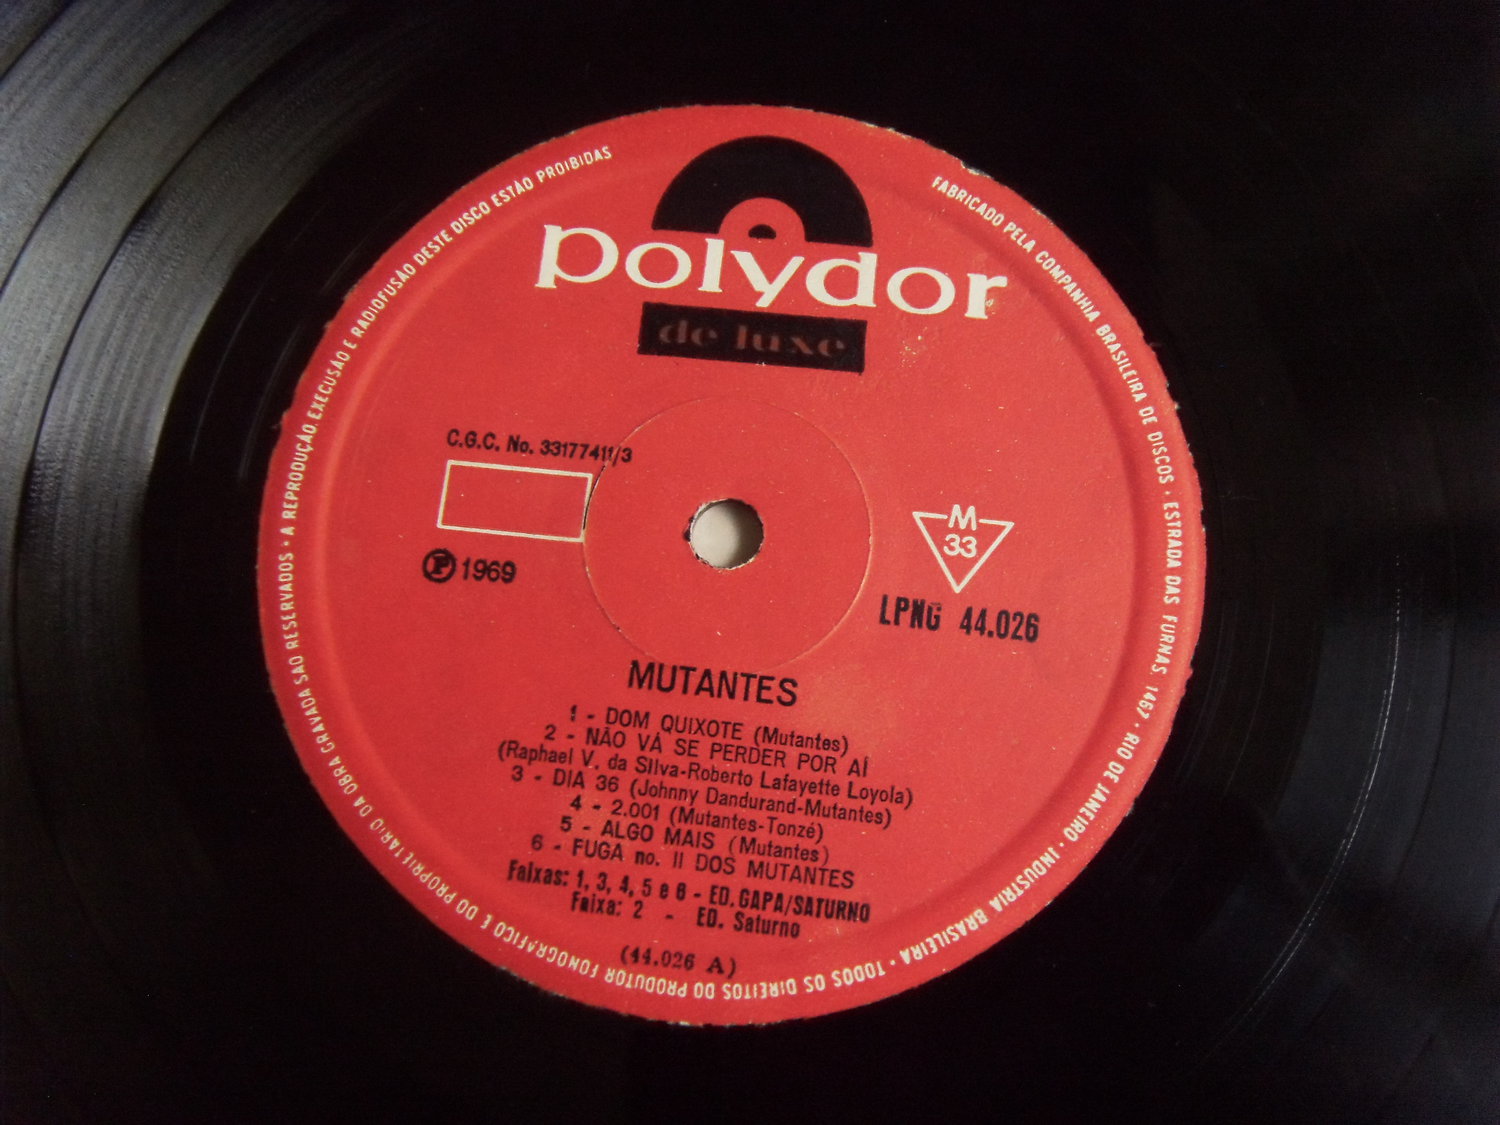 polydor
de luxe
C.G.C. No. 33177411/3
Ⓟ 1969
M
33
LPNG 44.026
MUTANTES
1 - DOM QUIXOTE (Mutantes)
2 - NÃO VÁ SE PERDER POR AÍ
(Raphael V. da Silva-Roberto Lafayette Loyola)
3 - DIA 36 (Johnny Dandurand-Mutantes)
4 - 2.001 (Mutantes-Tonzé)
5 - ALGO MAIS (Mutantes)
6 - FUGA no. II DOS MUTANTES
Faixas: 1, 3, 4, 5 e 6 - ED. GAPA/SATURNO
Faixa: 2 - ED. Saturno
(44.026 A)
FABRICADO PELA COMPANHIA BRASILEIRA DE DISCOS · ESTRADA DAS FURNAS, 1467 · RIO DE JANEIRO · INDUSTRIA BRASILEIRA · TODOS OS DIREITOS DO PRODUTOR FONOGRAFICO E DO PROPRIETARIO DA OBRA GRAVADA SAO RESERVADOS · A REPRODUÇAO, EXECUSÃO E RADIOFUSÃO DESTE DISCO ESTÃO PROIBIDAS